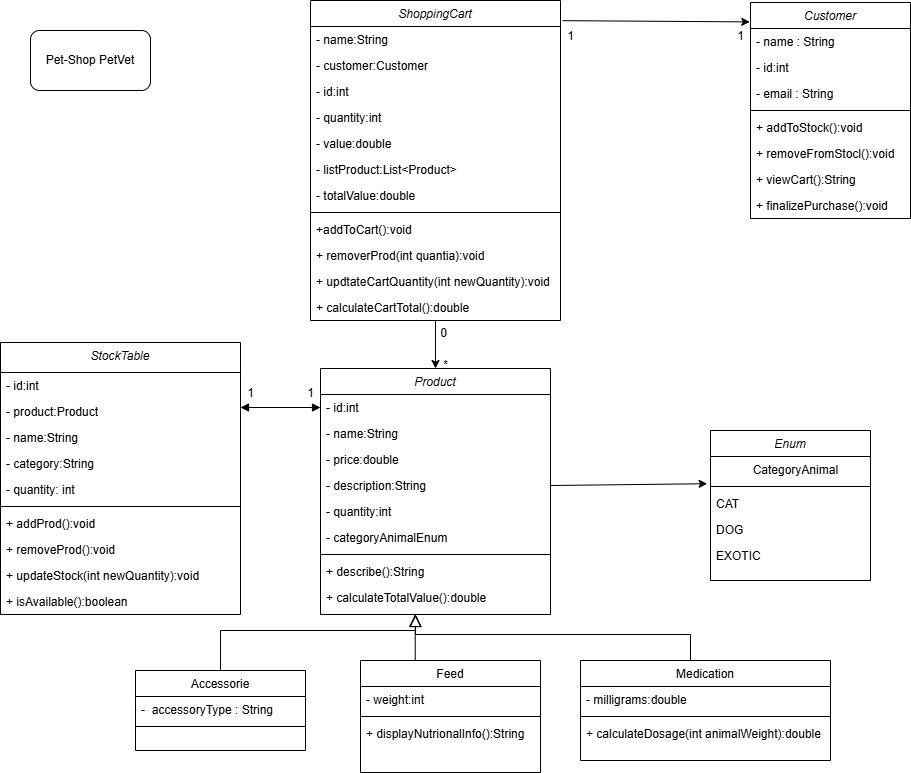 Pet-Shop PetVet
ShoppingCart
- name:String
- customer:Customer
- id:int
- quantity:int
- value:double
- listProduct:List<Product>
- totalValue:double
+addToCart():void
+ removerProd(int quantia):void
+ updtateCartQuantity(int newQuantity):void
+ calculateCartTotal():double
1
1
Customer
- name : String
- id:int
- email : String
+ addToStock():void
+ removeFromStocl():void
+ viewCart():String
+ finalizePurchase():void
0
*
StockTable
- id:int
- product:Product
- name:String
- category:String
- quantity: int
+ addProd():void
+ removeProd():void
+ updateStock(int newQuantity):void
+ isAvailable():boolean
1
1
Product
- id:int
- name:String
- price:double
- description:String
- quantity:int
- categoryAnimalEnum
+ describe():String
+ calculateTotalValue():double
Enum
CategoryAnimal
CAT
DOG
EXOTIC
Accessorie
- accessoryType : String
Feed
- weight:int
+ displayNutrionalInfo():String
Medication
- milligrams:double
+ calculateDosage(int animalWeight):double